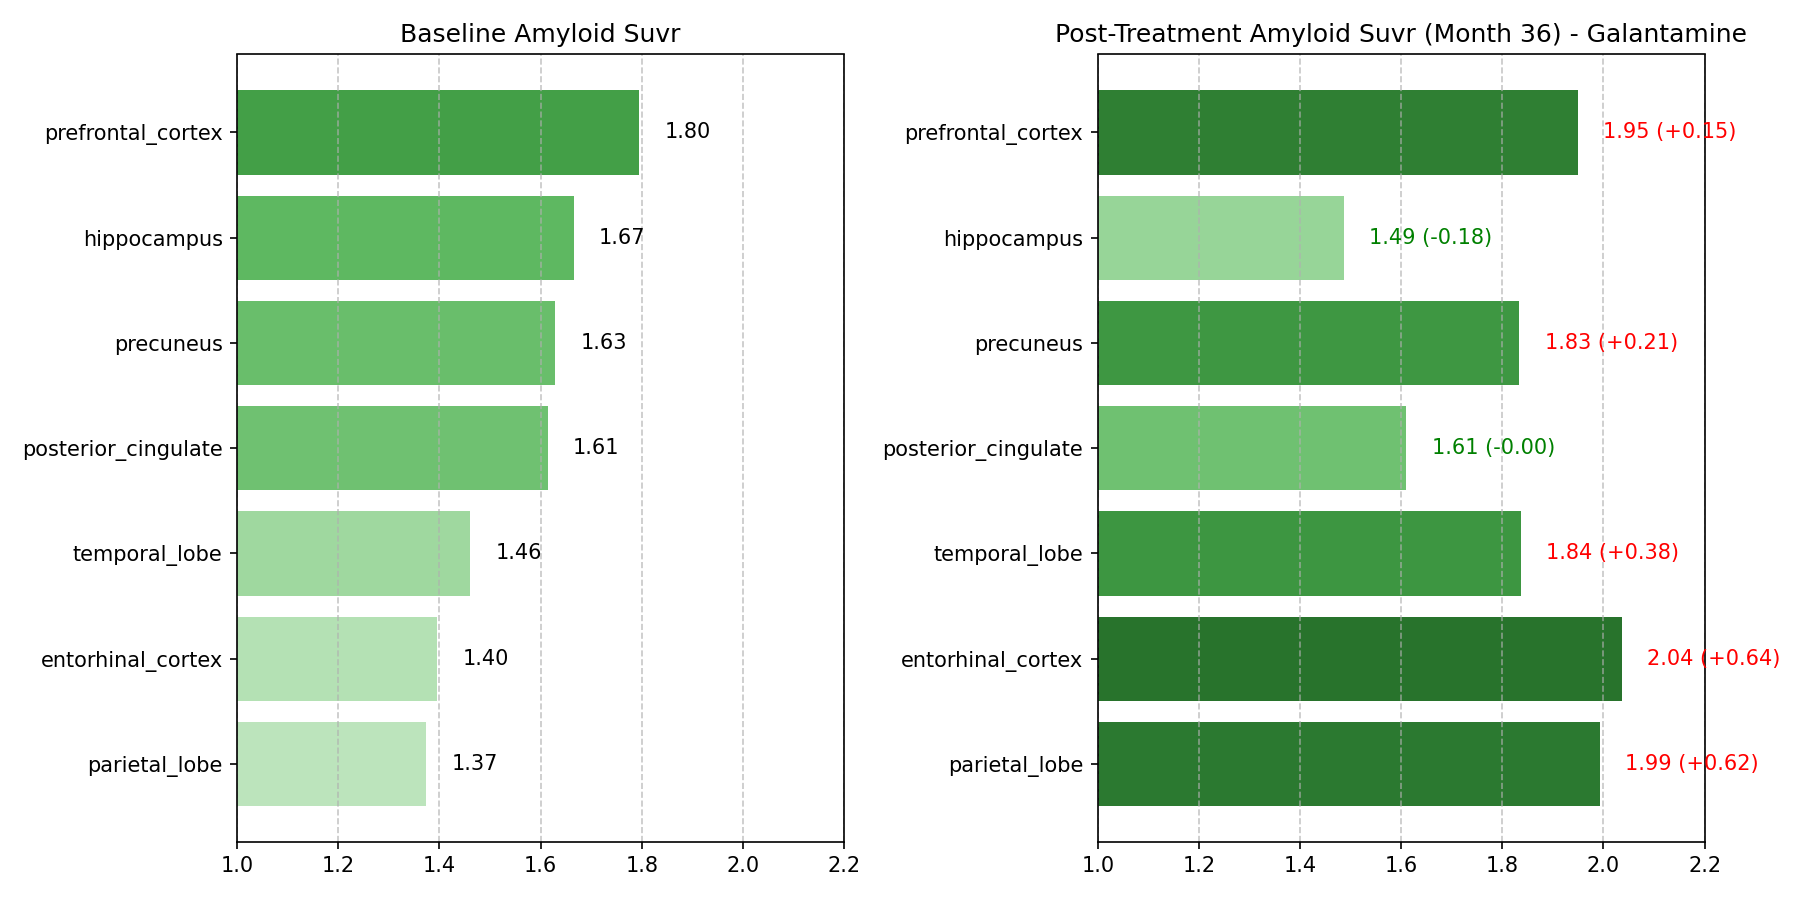 Baseline Amyloid Suvr
prefrontal_cortex
1.80
hippocampus
1.67
precuneus
1.63
posterior_cingulate
1.61
temporal_lobe
1.46
entorhinal_cortex
1.40
parietal_lobe
1.37
1.0 1.2 1.4 1.6 1.8 2.0 2.2
Post-Treatment Amyloid Suvr (Month 36) - Galantamine
prefrontal_cortex
1.95 (+0.15)
hippocampus
1.49 (-0.18)
precuneus
1.83 (+0.21)
posterior_cingulate
1.61 (-0.00)
temporal_lobe
1.84 (+0.38)
entorhinal_cortex
2.04 (+0.64)
parietal_lobe
1.99 (+0.62)
1.0 1.2 1.4 1.6 1.8 2.0 2.2